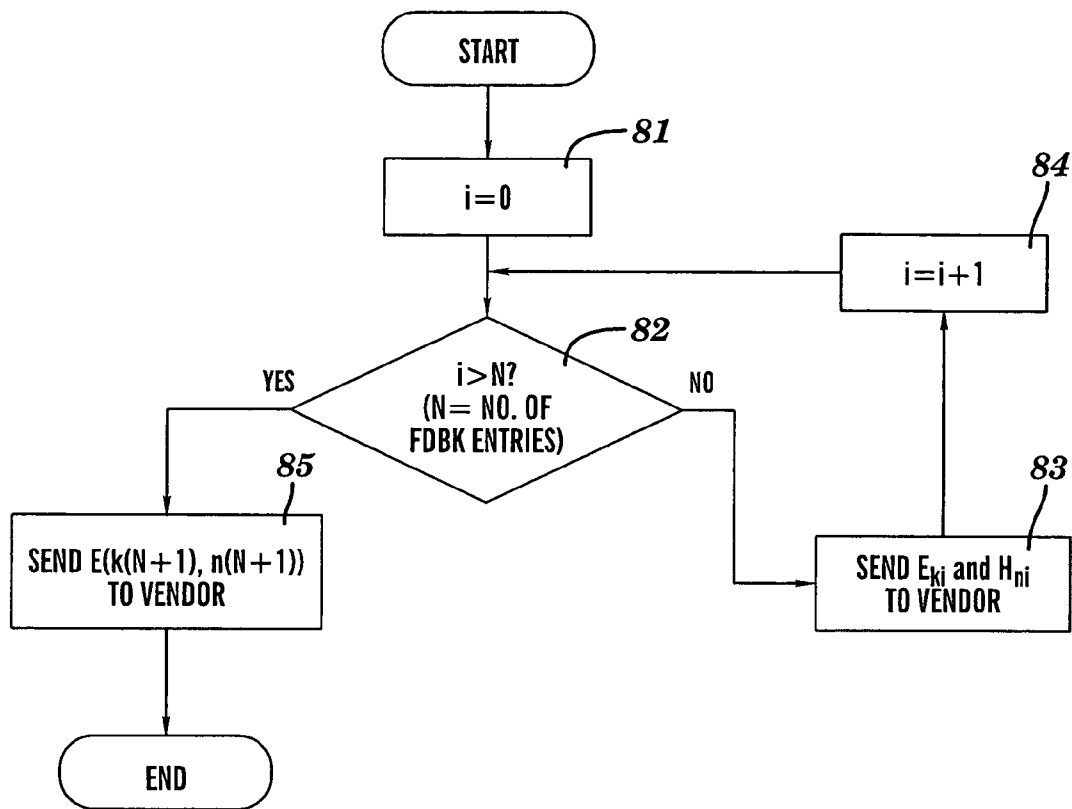 START
81
i=0
84
i=i+1
82
YES
i>N?
(N= NO. OF
FDBK ENTRIES)
NO
85
SEND E(k(N+1), n(N+1))
TO VENDOR
83
SEND Eki and Hni
TO VENDOR
END